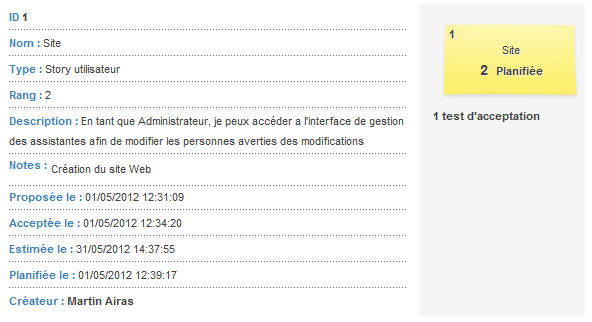 ID 1
Nom : Site
Type : Story utilisateur
Rang : 2
Description : En tant que Administrateur, je peux accéder a l'interface de gestion
des assistantes afin de modifier les personnes averties des modifications
Notes : Création du site Web
Proposée le : 01/05/2012 12:31:09
Acceptée le : 01/05/2012 12:34:20
Estimée le : 31/05/2012 14:37:55
Planifiée le : 01/05/2012 12:39:17
Créateur : Martin Airas
1
Site
2 Planifiée
1 test d'acceptation